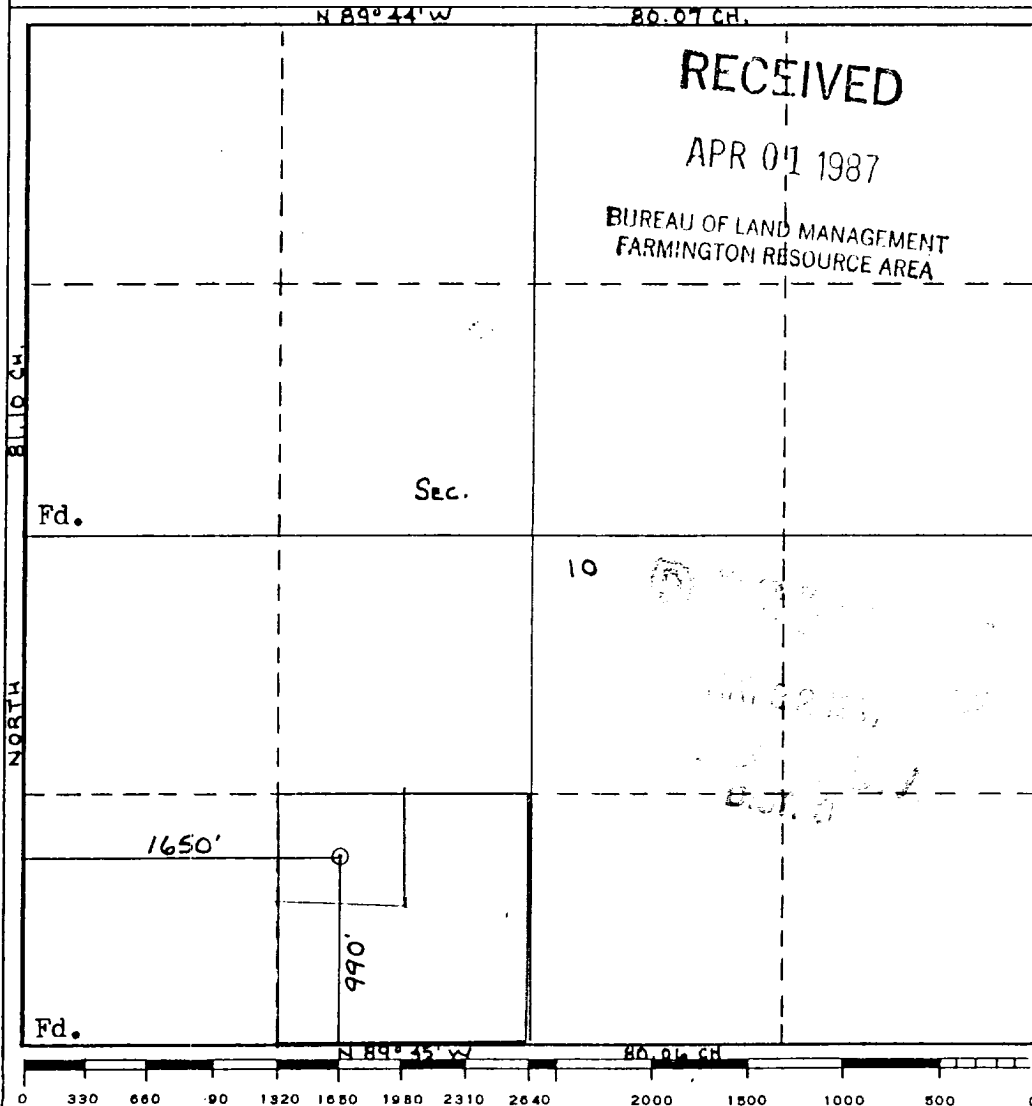 N 89° 44' W 80.07 CH.
RECEIVED
APR 01 1987
BUREAU OF LAND MANAGEMENT
FARMINGTON RESOURCE AREA
81.10 CH.
SEC.
Fd.
10
NORTH
1650'
990'
Fd.
N 89° 45' W 80.06 CH
0 330 660 90 1320 1650 1980 2310 2640 2000 1500 1000 500